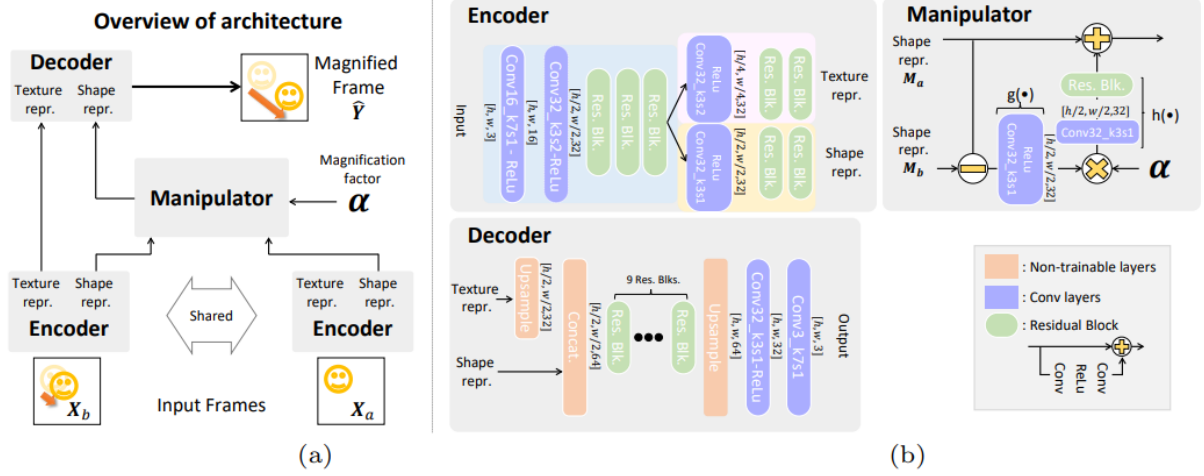 Overview of architecture
Decoder
Texture repr.
Shape repr.
Magnified
Frame
Ŷ
Manipulator
Magnification
factor
α
Texture repr.
Shape repr.
Encoder
Shared
Texture repr.
Shape repr.
Encoder
X_b
Input Frames
X_a
(a)
Encoder
Input
[h, w, 3]
Conv16_k7s1 - ReLu
[h, w, 16]
Conv32_k3s2-ReLu
[h/2, w/2,32]
Res. Blk.
Res. Blk.
Res. Blk.
ReLu
Conv32_k3s2
[h/4, w/4,32]
Res. Blk.
Res. Blk.
Texture
repr.
ReLu
Conv32_k3s1
[h/2, w/2,32]
Res. Blk.
Res. Blk.
Shape
repr.
Manipulator
Shape
repr.
M_a
Shape
repr.
M_b
g(•)
ReLu
Conv32_k3s1
[h/2, w/2,32]
Res. Blk.
[h/2, w/2,32]
Conv32_k3s1
h(•)
α
Decoder
Texture
repr.
Shape
repr.
Upsample
[h/2, w/2,32]
Concat.
[h/2, w/2,64]
9 Res. Blks.
Res. Blk.
•••
Res. Blk.
Upsample
[h, w, 64]
Conv32_k3s1-ReLu
[h, w, 32]
Conv3_k7s1
[h, w, 3]
Output
: Non-trainable layers
: Conv layers
: Residual Block
Conv
ReLu
Conv
(b)